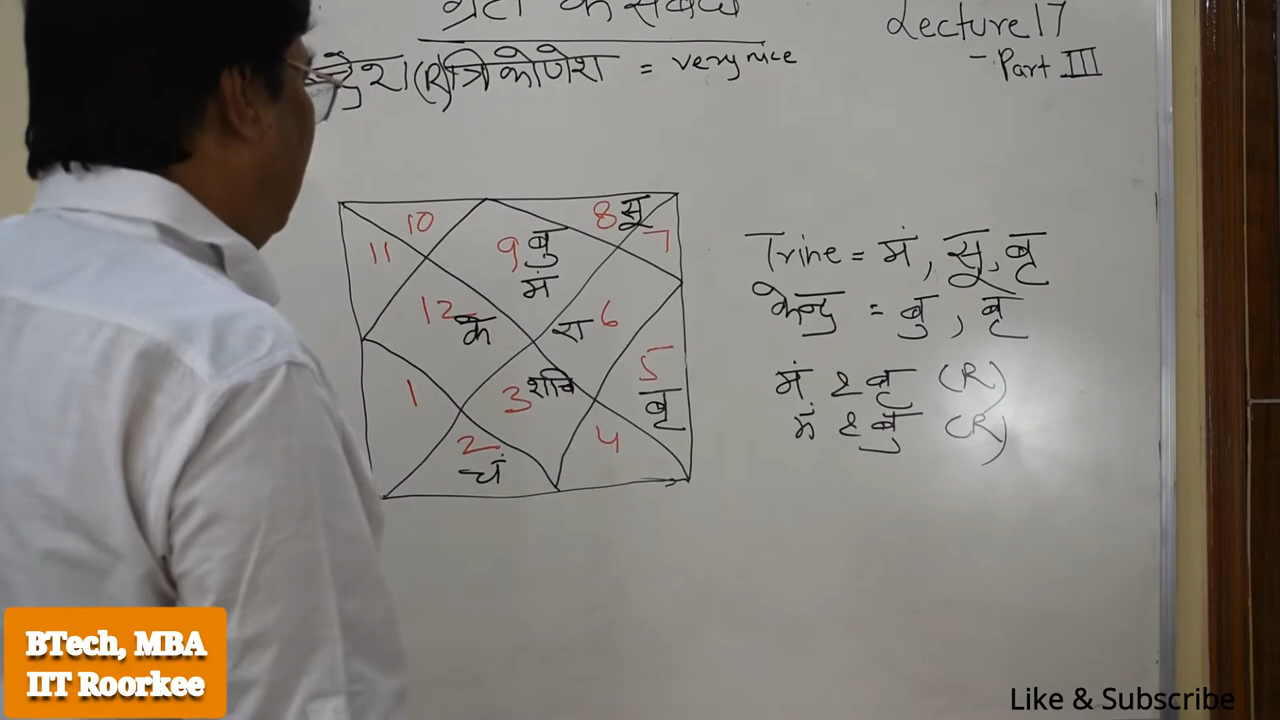 ग्रहों के संबंध
Lecture 17
- Part III
(R) त्रिकोणेश = very nice
10
11
9 बु
मं
8 सू
7
12 के
रा 6
1
3 शनि
5
बृ
2
चं
4
Trine = मं, सू, बृ
केन्द्र = बु, बृ
मं & बृ (R)
मं & बु (R)
BTech, MBA
IIT Roorkee
Like & Subscribe